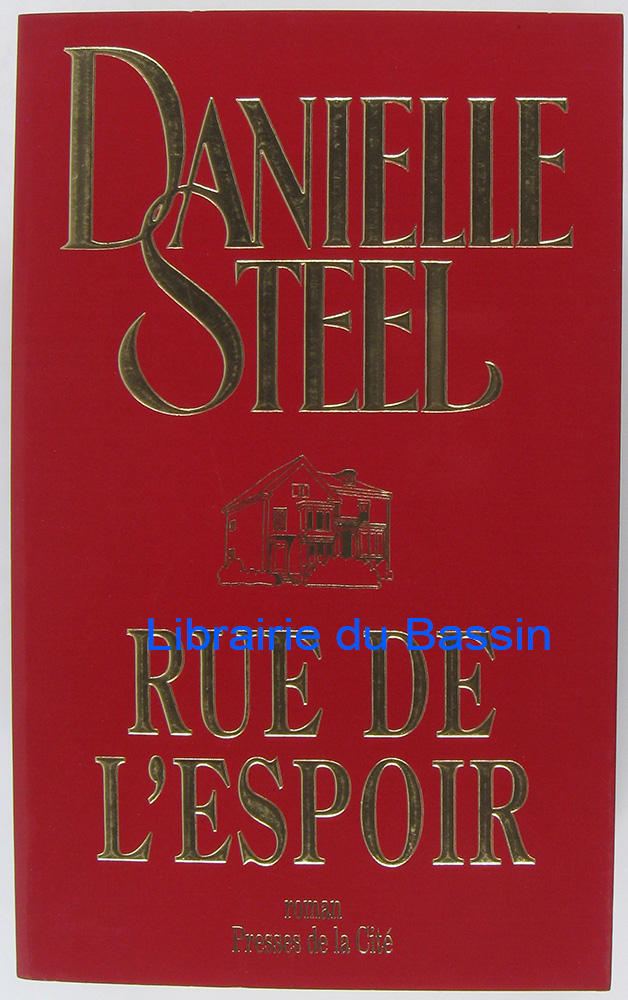 DANIELLE
STEEL
Librairie du Bassin
RUE DE
L'ESPOIR
roman
Presses de la Cité